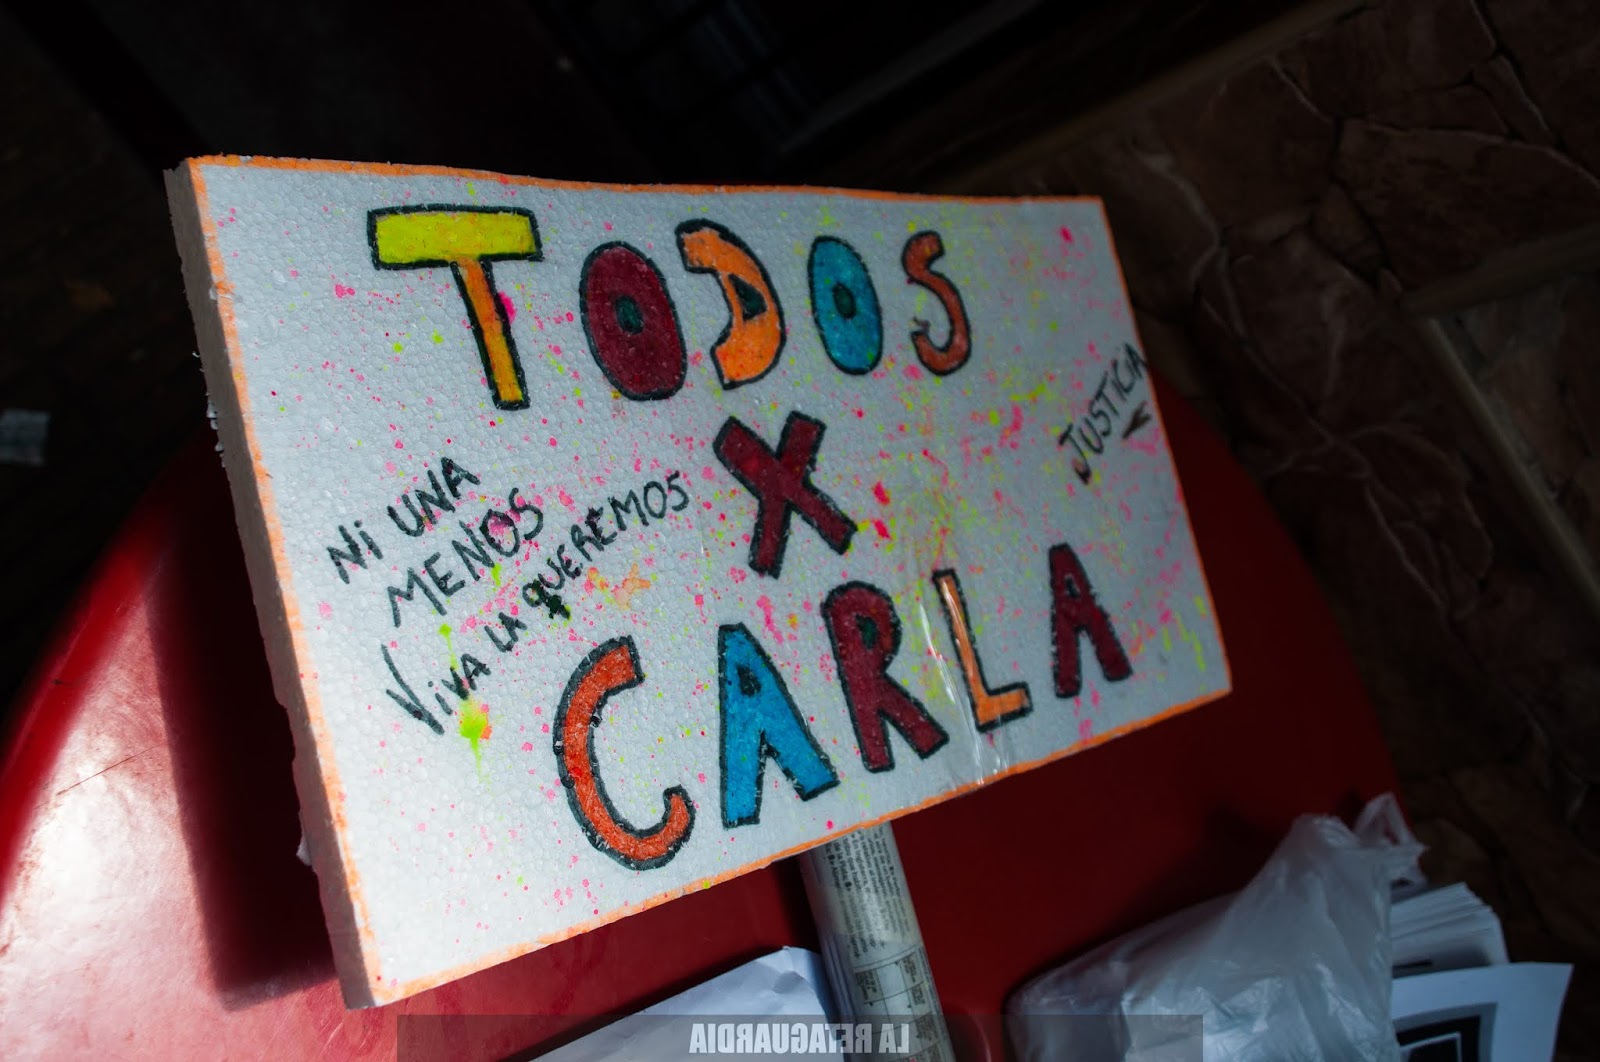 TODOS
X
CARLA
NI UNA
MENOS
VIVA LA QUEREMOS
JUSTICIA
LA RETAGUARDIA